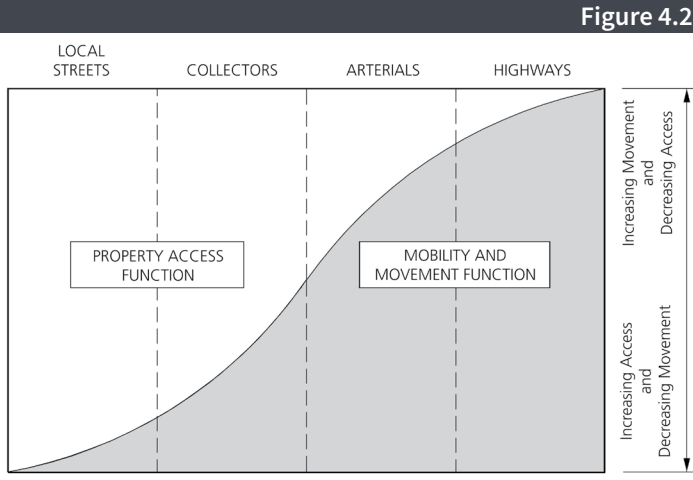 Figure 4.2
LOCAL
STREETS
COLLECTORS
ARTERIALS
HIGHWAYS
PROPERTY ACCESS
FUNCTION
MOBILITY AND
MOVEMENT FUNCTION
Increasing Movement
and
Decreasing Access
Increasing Access
and
Decreasing Movement